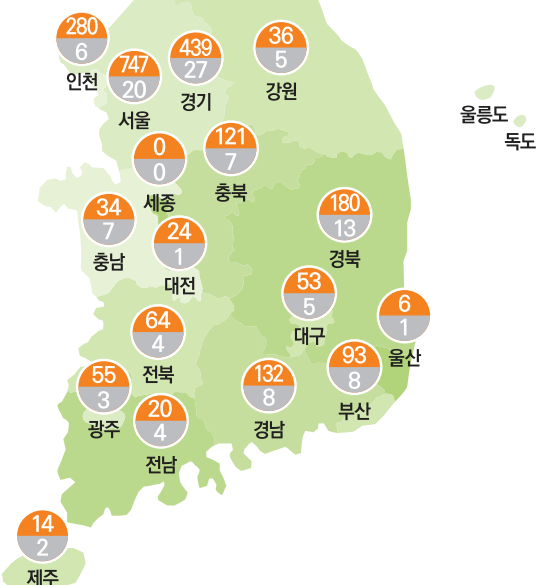 280
6
인천
747
20
서울
439
27
경기
36
5
강원
울릉도
독도
0
0
세종
121
7
충북
34
7
충남
24
1
대전
180
13
경북
53
5
대구
6
1
울산
64
4
전북
55
3
광주
20
4
전남
132
8
경남
93
8
부산
14
2
제주